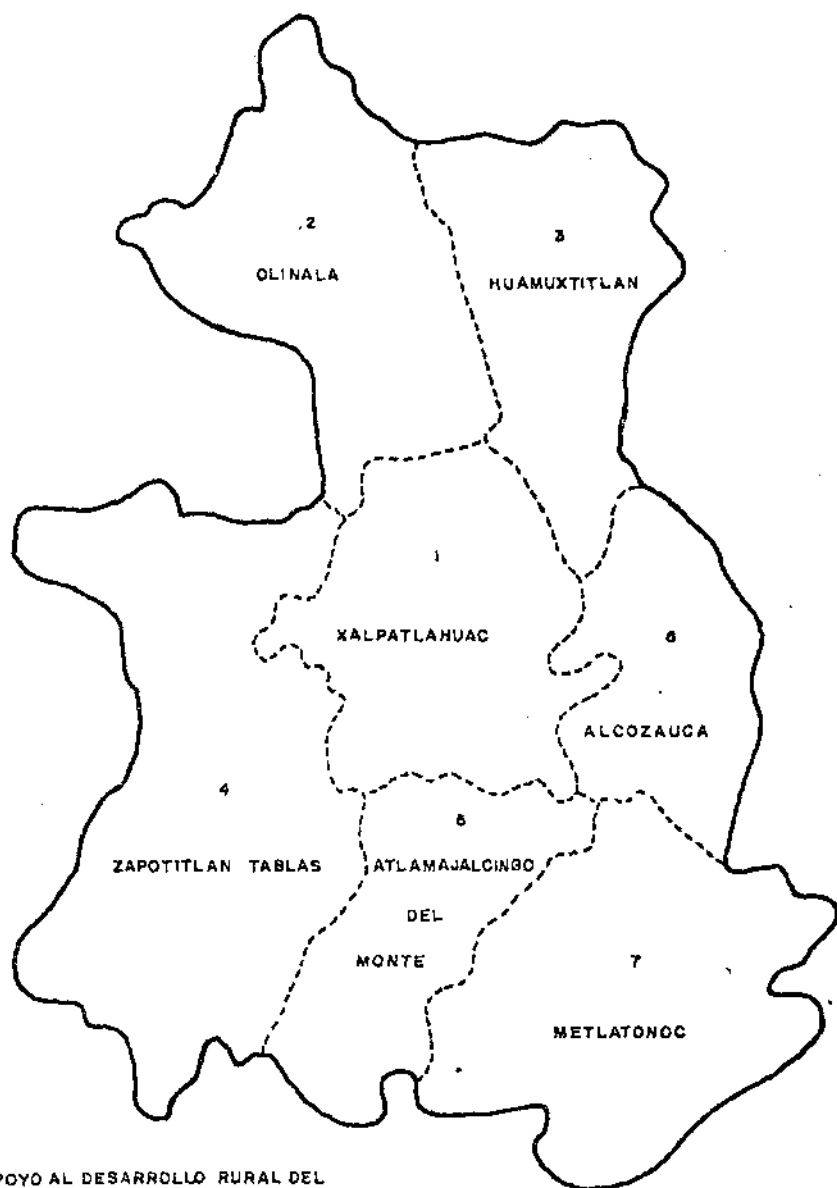 2
OLINALA
3
HUAMUXTITLAN
1
XALPATLAHUAC
6
ALCOZAUCA
4
ZAPOTITLAN TABLAS
5
ATLAMAJALCINGO
DEL
MONTE
7
METLATONOC
POYO AL DESARROLLO RURAL DEL